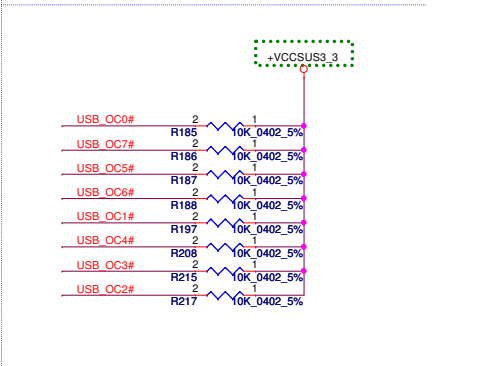 +VCCSUS3_3
USB_OC0# 2 1
R185 10K_0402_5%
USB_OC7# 2 1
R186 10K_0402_5%
USB_OC5# 2 1
R187 10K_0402_5%
USB_OC6# 2 1
R188 10K_0402_5%
USB_OC1# 2 1
R197 10K_0402_5%
USB_OC4# 2 1
R208 10K_0402_5%
USB_OC3# 2 1
R215 10K_0402_5%
USB_OC2# 2 1
R217 10K_0402_5%